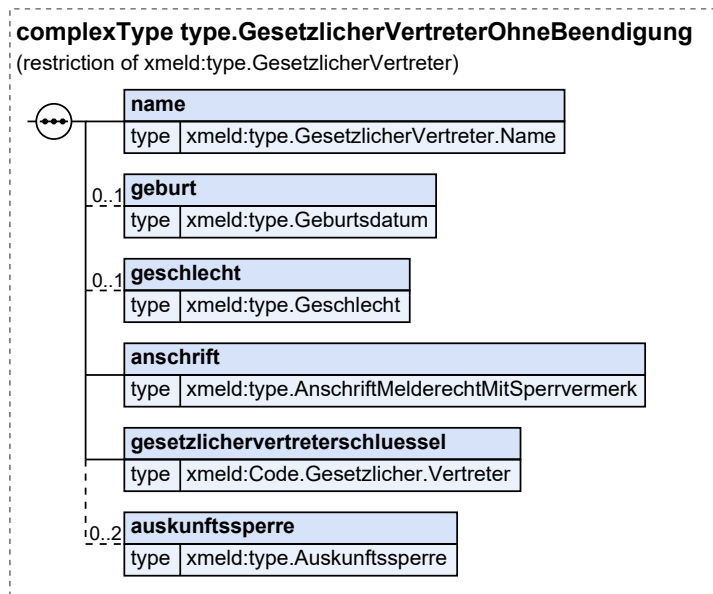 complexType type.GesetzlicherVertreterOhneBeendigung
(restriction of xmeld:type.GesetzlicherVertreter)
name
type xmeld:type.GesetzlicherVertreter.Name
0..1 geburt
type xmeld:type.Geburtsdatum
0..1 geschlecht
type xmeld:type.Geschlecht
anschrift
type xmeld:type.AnschriftMelderechtMitSperrvermerk
gesetzlichervertreterschluessel
type xmeld:Code.Gesetzlicher.Vertreter
0..2 auskunftssperre
type xmeld:type.Auskunftssperre